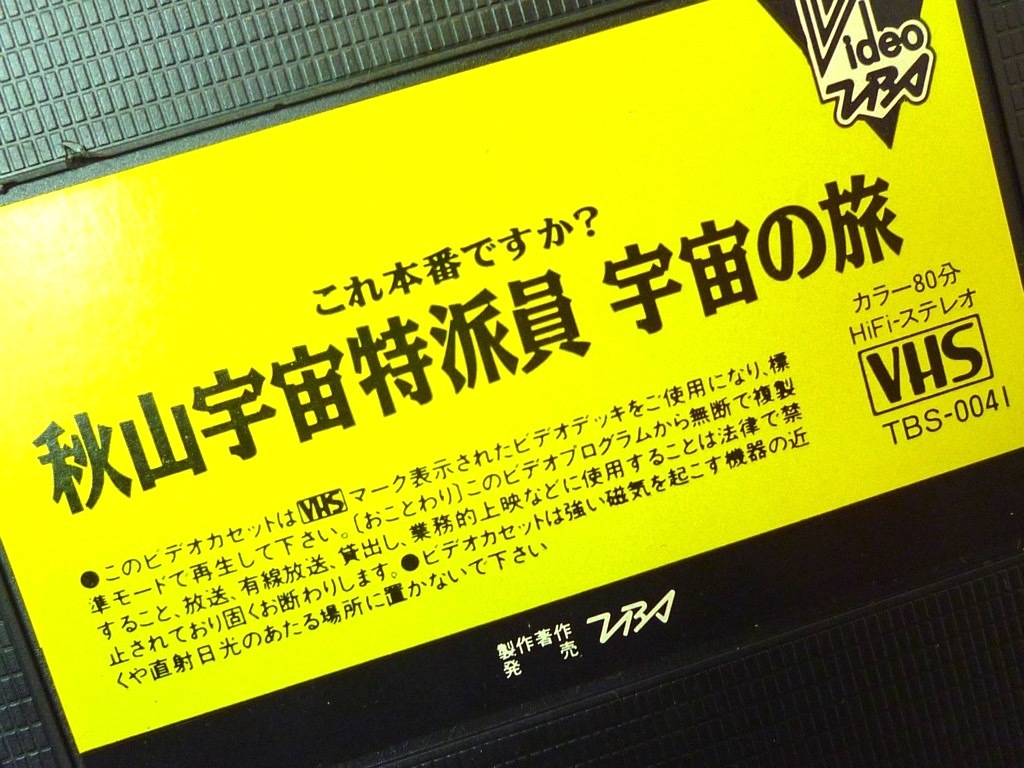 Video
TBS
これ本番ですか?
秋山宇宙特派員 宇宙の旅
カラー80分
HiFi-ステレオ
VHS
TBS-0041
●このビデオカセットはVHSマーク表示されたビデオデッキをご使用になり、標
準モードで再生して下さい。〔おことわり〕このビデオプログラムから無断で複製
すること、放送、有線放送、貸出し、業務的上映などに使用することは法律で禁
止されており固くお断わりします。●ビデオカセットは強い磁気を起こす機器の近
くや直射日光のあたる場所に置かないで下さい
製作著作
発売 TBS